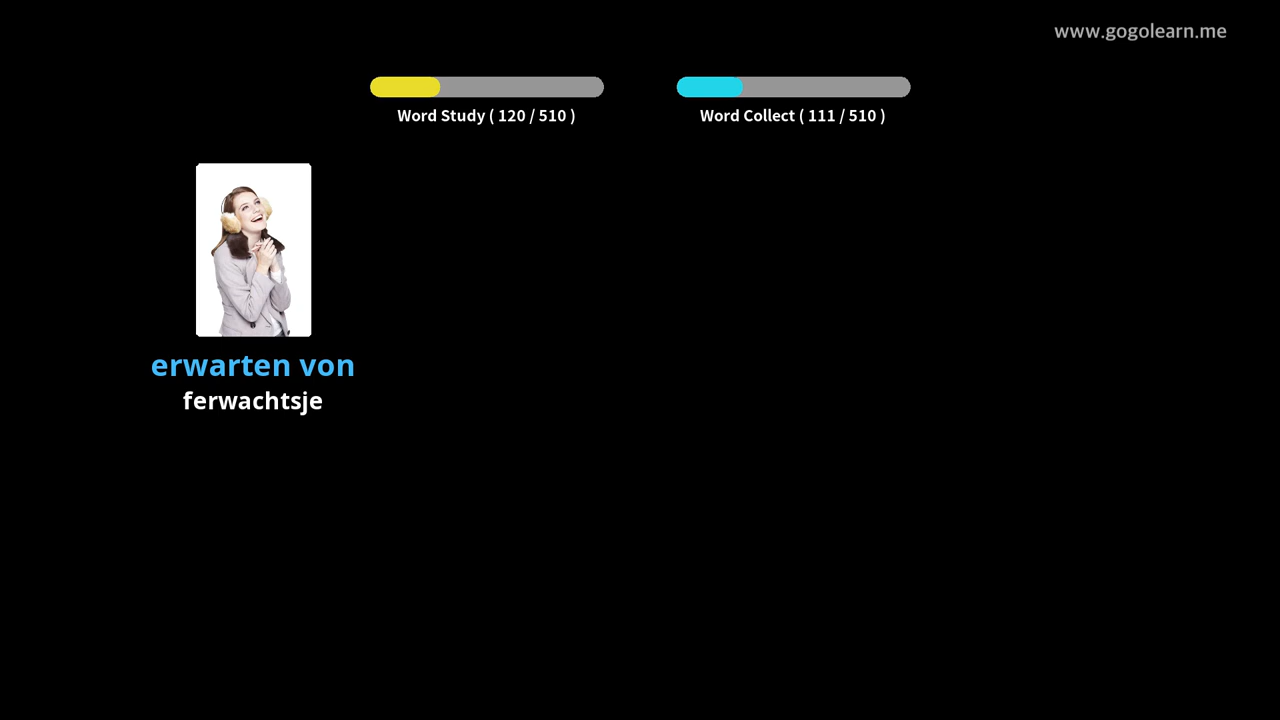 www.gogolearn.me
Word Study ( 120 / 510 )
Word Collect ( 111 / 510 )
erwarten von
ferwachtsje